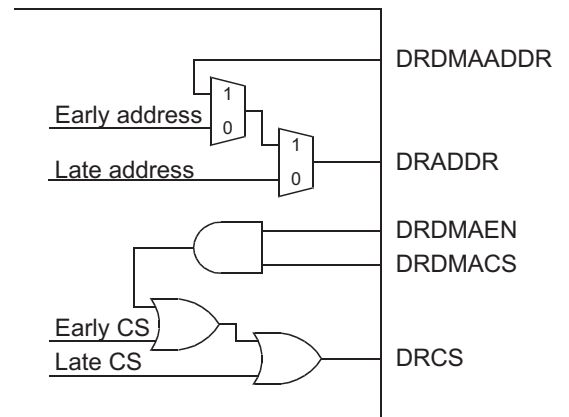 DRDMAADDR
1
Early address
0
1
DRADDR
Late address
0
DRDMAEN
DRDMACS
Early CS
Late CS
DRCS